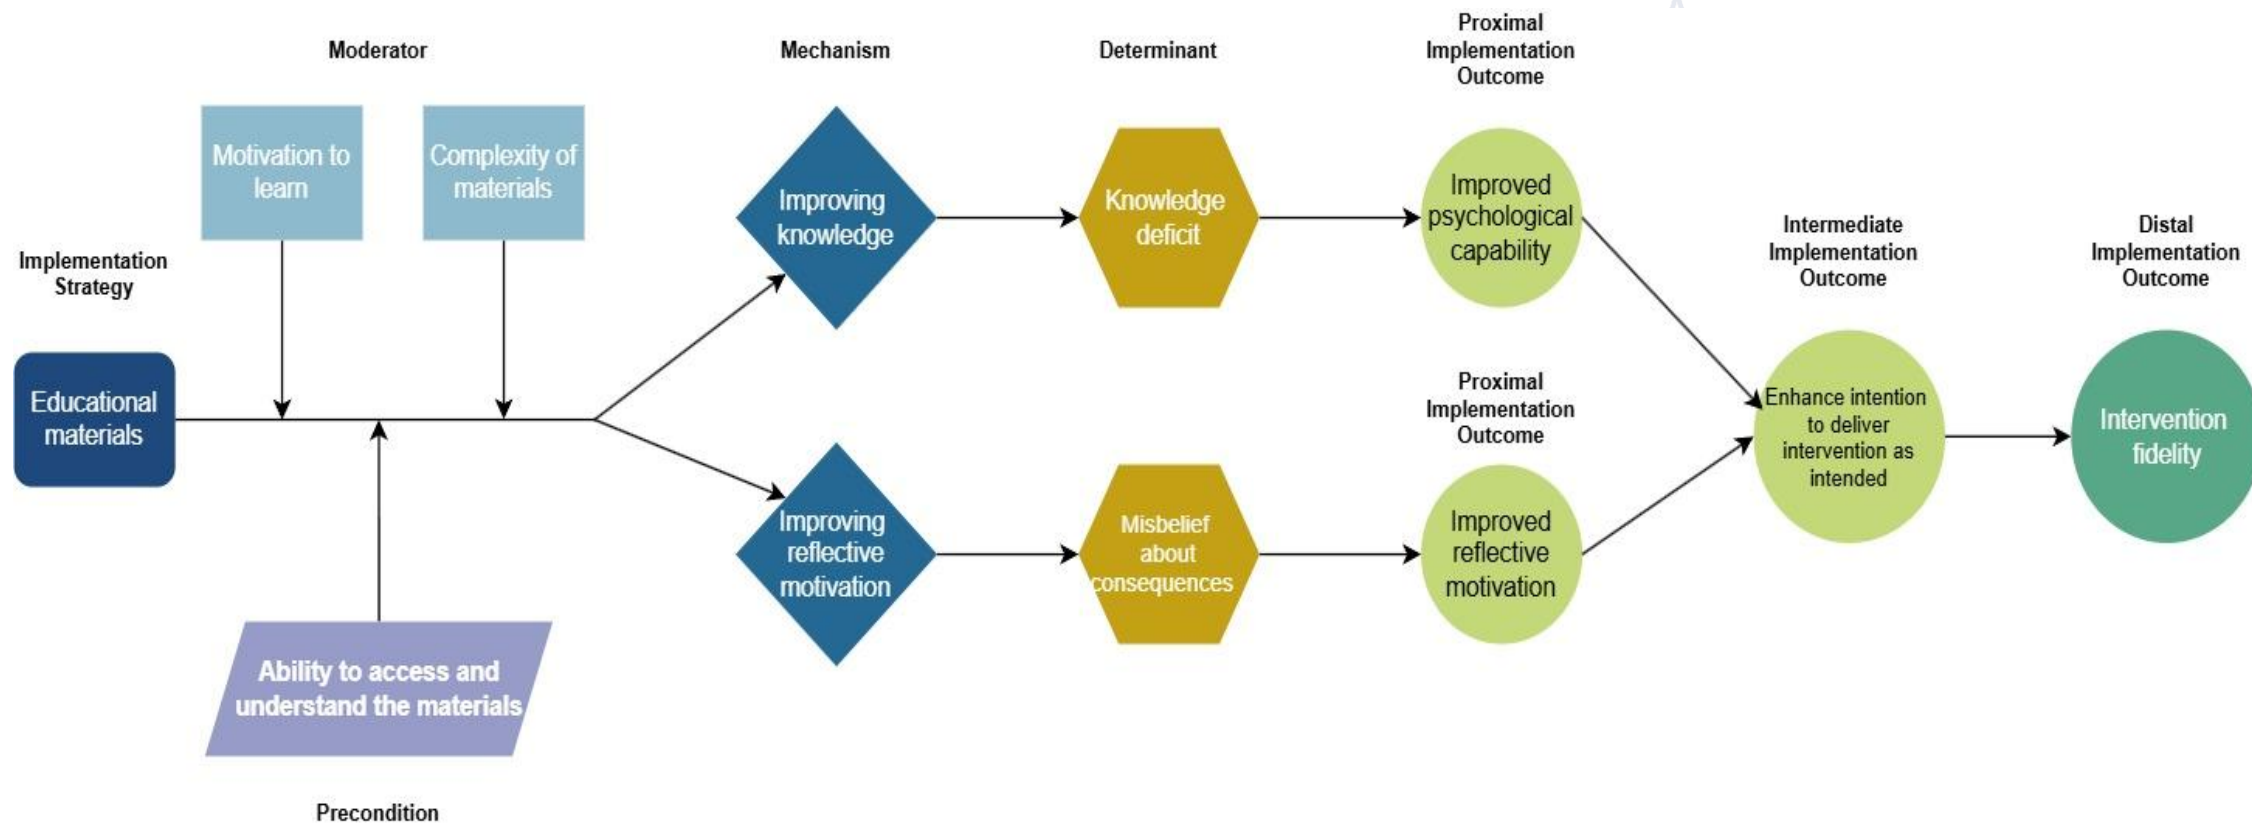 Moderator
Mechanism
Determinant
Proximal
Implementation
Outcome
Motivation to
learn
Complexity of
materials
Improving
knowledge
Knowledge
deficit
Improved
psychological
capability
Implementation
Strategy
Educational
materials
Intermediate
Implementation
Outcome
Distal
Implementation
Outcome
Proximal
Implementation
Outcome
Enhance intention
to deliver
intervention as
intended
Intervention
fidelity
Improving
reflective
motivation
Misbelief
about
consequences
Improved
reflective
motivation
Ability to access and
understand the materials
Precondition